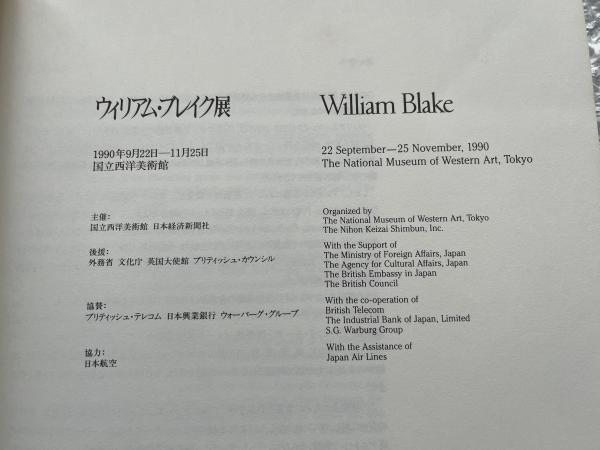 ウィリアム・ブレイク展
1990年9月22日―11月25日
国立西洋美術館
主催:
国立西洋美術館 日本経済新聞社
後援:
外務省 文化庁 英国大使館 ブリティッシュ・カウンシル
協賛:
ブリティッシュ・テレコム 日本興業銀行 ウォーバーグ・グループ
協力:
日本航空
William Blake
22 September—25 November, 1990
The National Museum of Western Art, Tokyo
Organized by
The National Museum of Western Art, Tokyo
The Nihon Keizai Shimbun, Inc.
With the Support of
The Ministry of Foreign Affairs, Japan
The Agency for Cultural Affairs, Japan
The British Embassy in Japan
The British Council
With the co-operation of
British Telecom
The Industrial Bank of Japan, Limited
S.G. Warburg Group
With the Assistance of
Japan Air Lines